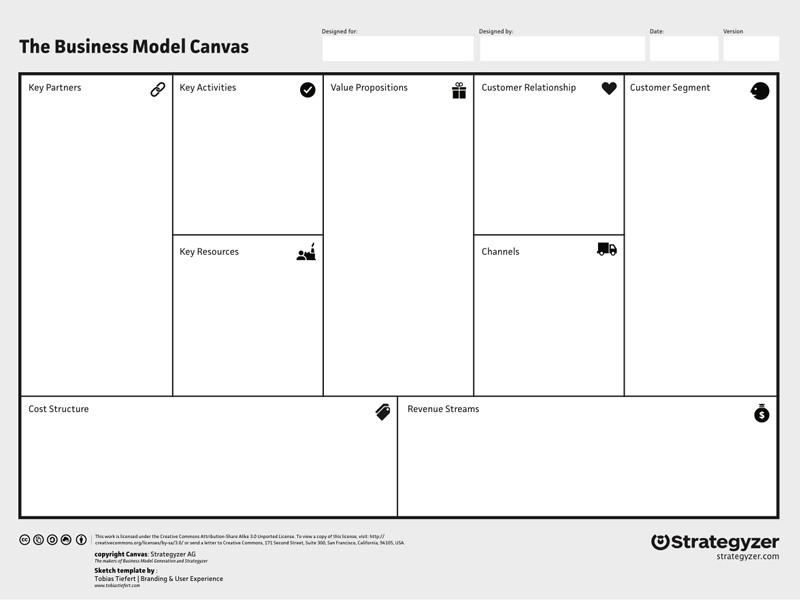 Designed for:
Designed by:
Date:
Version
The Business Model Canvas
Key Partners
Key Activities
Value Propositions
Customer Relationship
Customer Segment
Key Resources
Channels
Cost Structure
Revenue Streams
$
This work is licensed under the Creative Commons Attribution-Share Alike 3.0 Unported License. To view a copy of this license, visit: http://
creativecommons.org/licenses/by-sa/3.0/ or send a letter to Creative Commons, 171 Second Street, Suite 300, San Francisco, California, 94105, USA.
cc
copyright Canvas: Strategyzer AG
The makers of Business Model Generation and Strategyzer
Sketch template by :
Tobias Tiefert | Branding & User Experience
www.tobiastiefert.com
Strategyzer
strategyzer.com